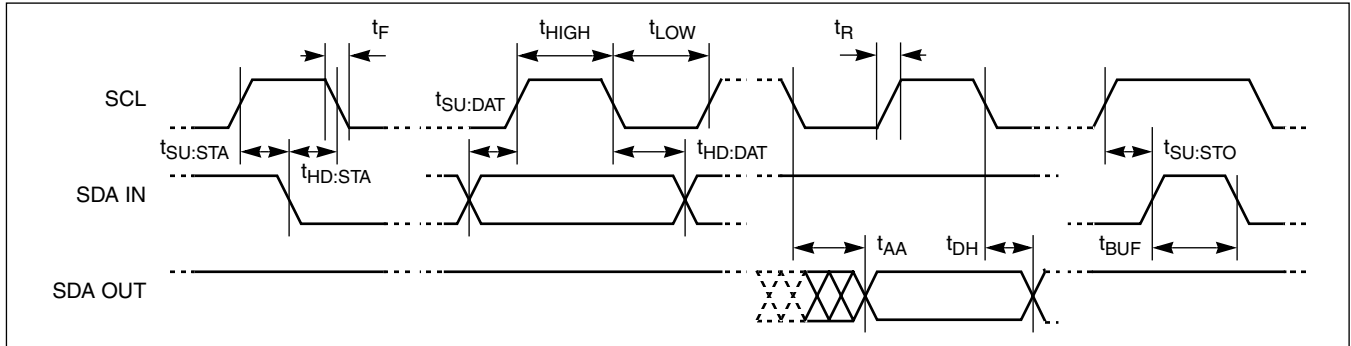 tF
tHIGH
tLOW
tR
SCL
tSU:DAT
tSU:STA
tHD:STA
tHD:DAT
tSU:STO
SDA IN
tAA
tDH
tBUF
SDA OUT